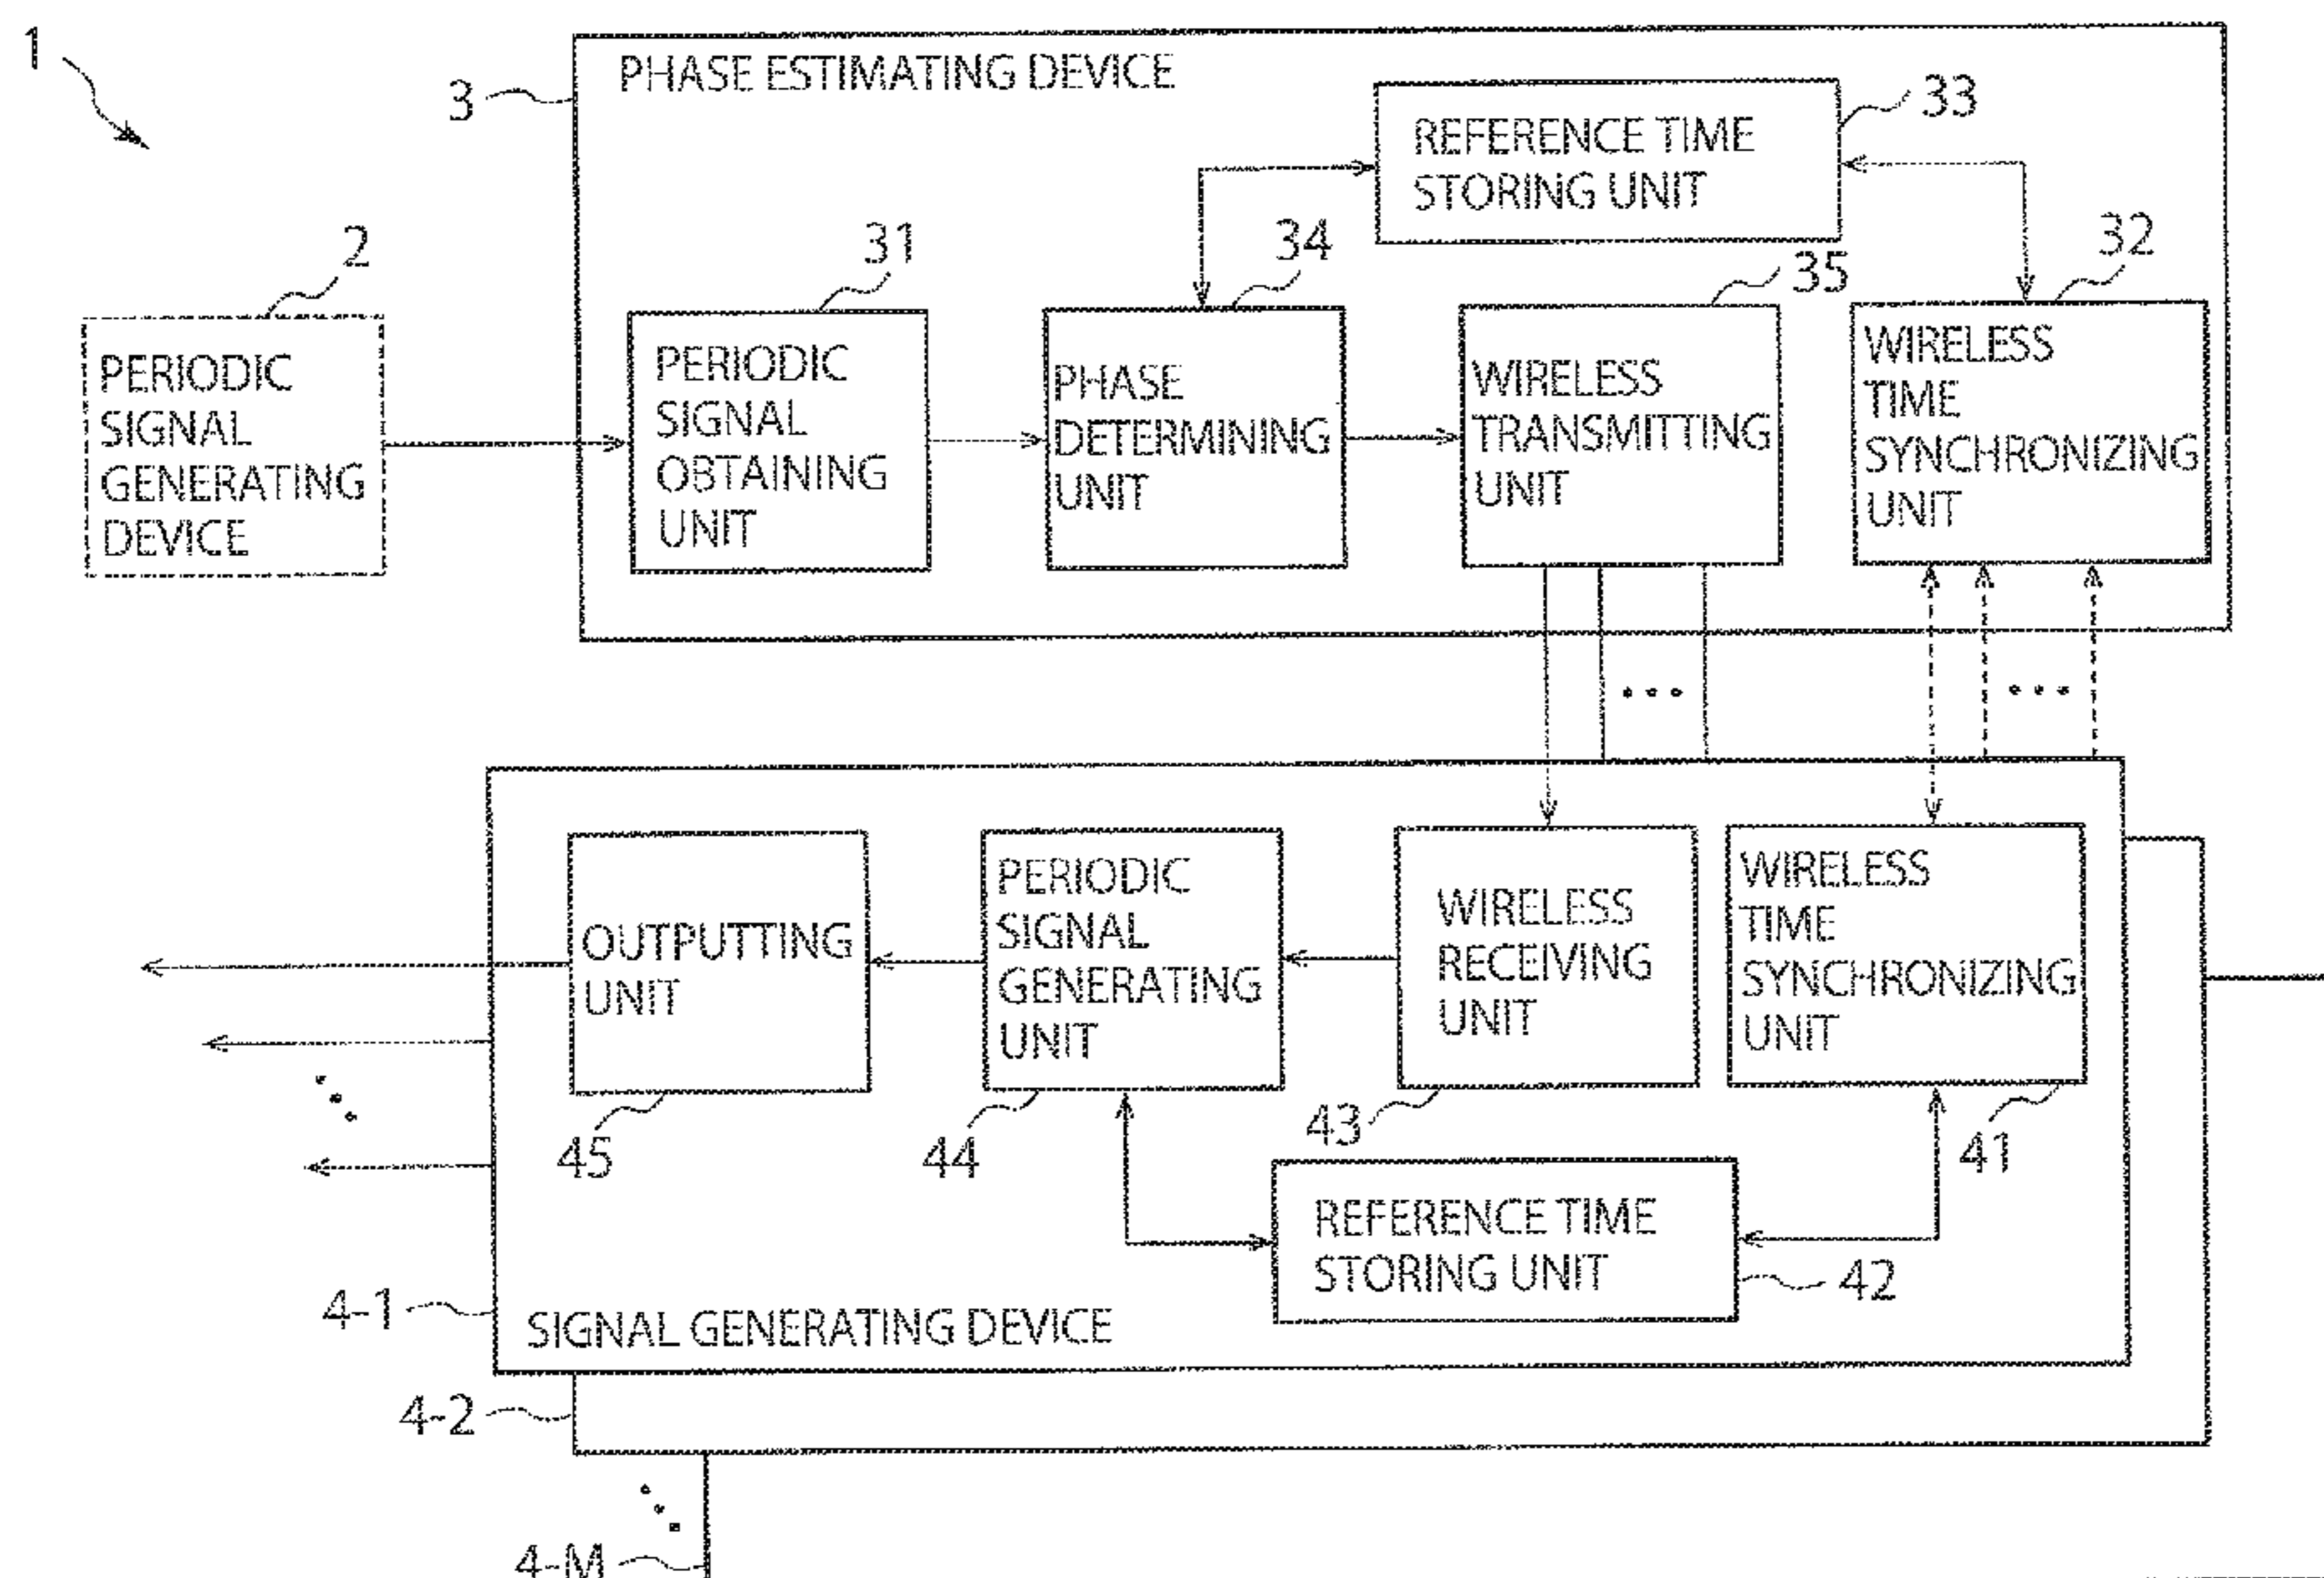 1
3
PHASE ESTIMATING DEVICE
REFERENCE TIME
STORING UNIT
33
2
31
34
35
32
PERIODIC
SIGNAL
GENERATING
DEVICE
PERIODIC
SIGNAL
OBTAINING
UNIT
PHASE
DETERMINING
UNIT
WIRELESS
TRANSMITTING
UNIT
WIRELESS
TIME
SYNCHRONIZING
UNIT
OUTPUTTING
UNIT
PERIODIC
SIGNAL
GENERATING
UNIT
WIRELESS
RECEIVING
UNIT
WIRELESS
TIME
SYNCHRONIZING
UNIT
45
44
43
41
REFERENCE TIME
STORING UNIT
42
4-1
SIGNAL GENERATING DEVICE
4-2
4-M